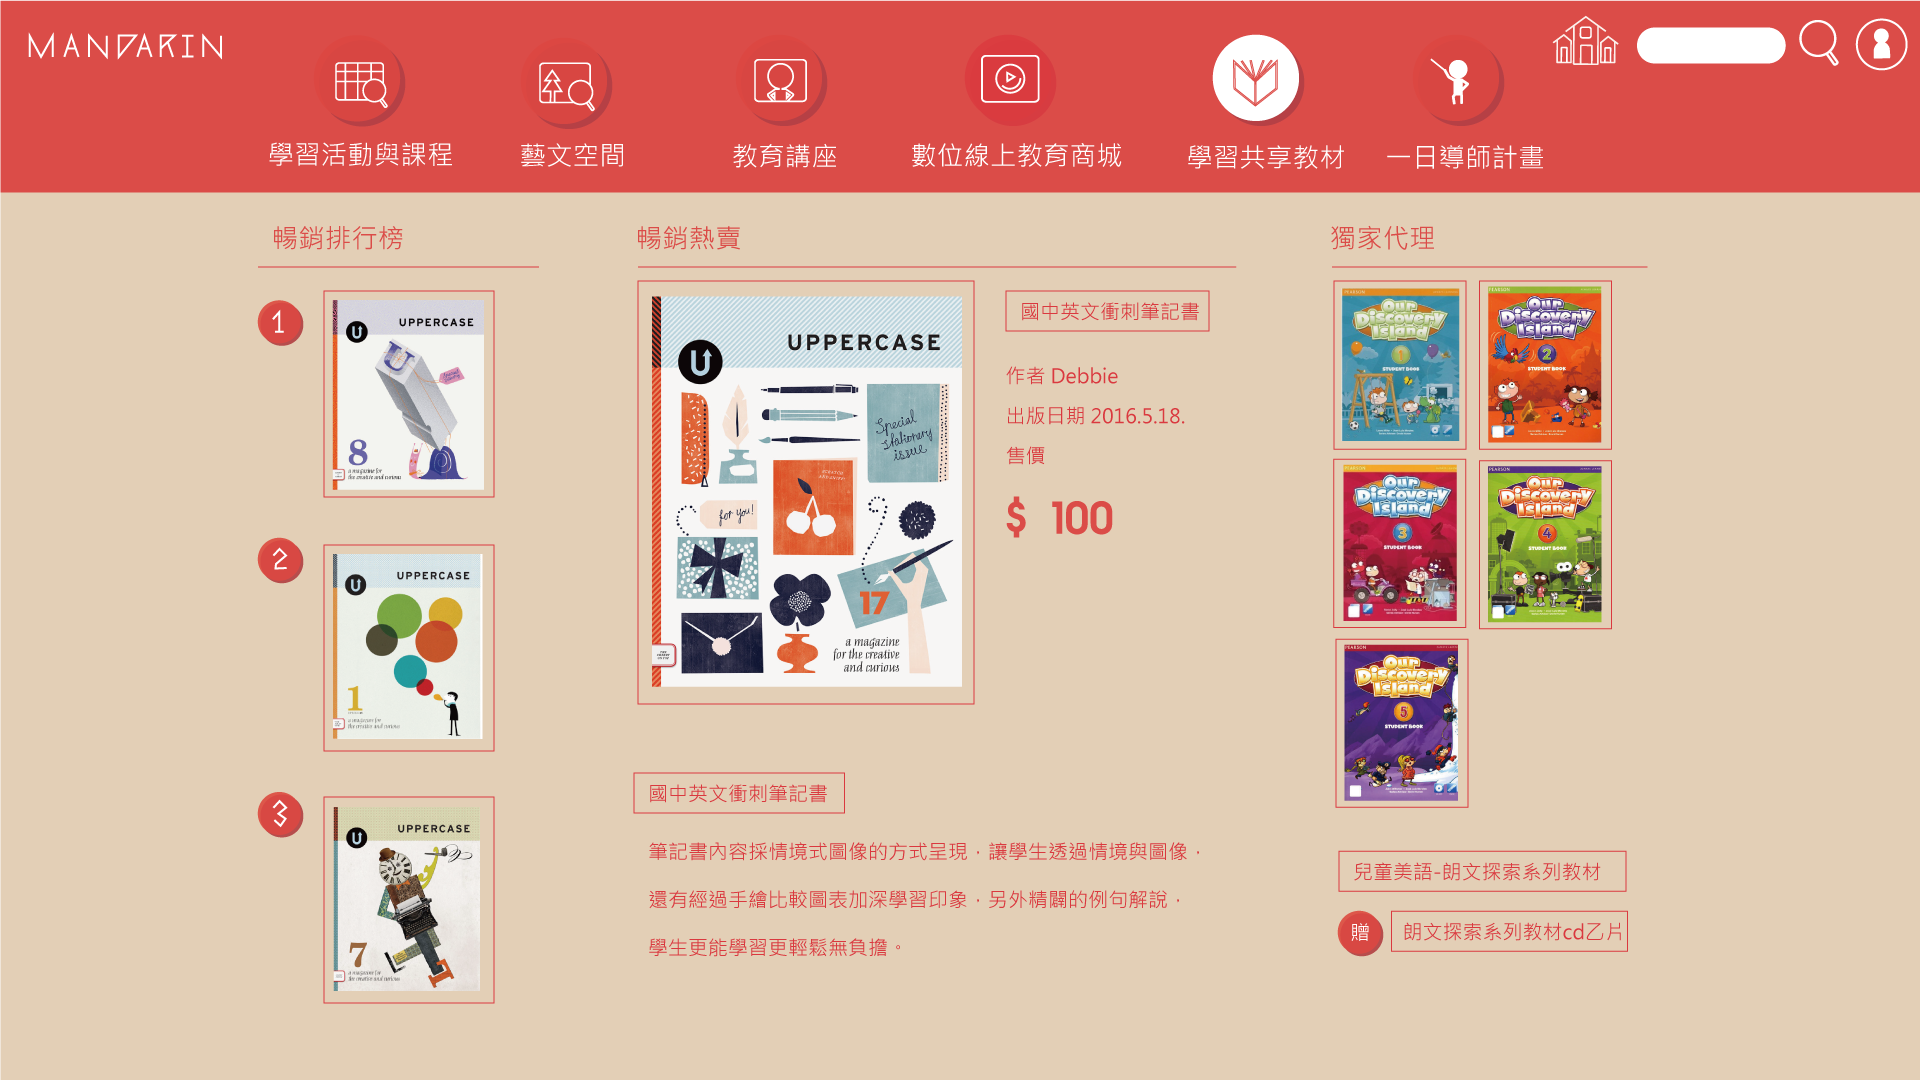 MANDARIN
學習活動與課程
藝文空間
教育講座
數位線上教育商城
學習共享教材
一日導師計畫
暢銷排行榜
1
UPPERCASE
8
a magazine for
the creative and curious
2
UPPERCASE
1
a magazine for
the creative and curious
3
UPPERCASE
7
a magazine for
the creative and curious
暢銷熱賣
UPPERCASE
Special
stationery
issue
for you!
17
a magazine
for the creative
and curious
國中英文衝刺筆記書
作者 Debbie
出版日期 2016.5.18.
售價
$ 100
國中英文衝刺筆記書
筆記書內容採情境式圖像的方式呈現，讓學生透過情境與圖像，
還有經過手繪比較圖表加深學習印象，另外精闢的例句解說，
學生更能學習更輕鬆無負擔。
獨家代理
PEARSON
Our
Discovery
Island
1
STUDENT BOOK
PEARSON
Our
Discovery
Island
2
STUDENT BOOK
PEARSON
Our
Discovery
Island
3
STUDENT BOOK
PEARSON
Our
Discovery
Island
4
STUDENT BOOK
PEARSON
Our
Discovery
Island
5
STUDENT BOOK
兒童美語-朗文探索系列教材
贈
朗文探索系列教材cd乙片